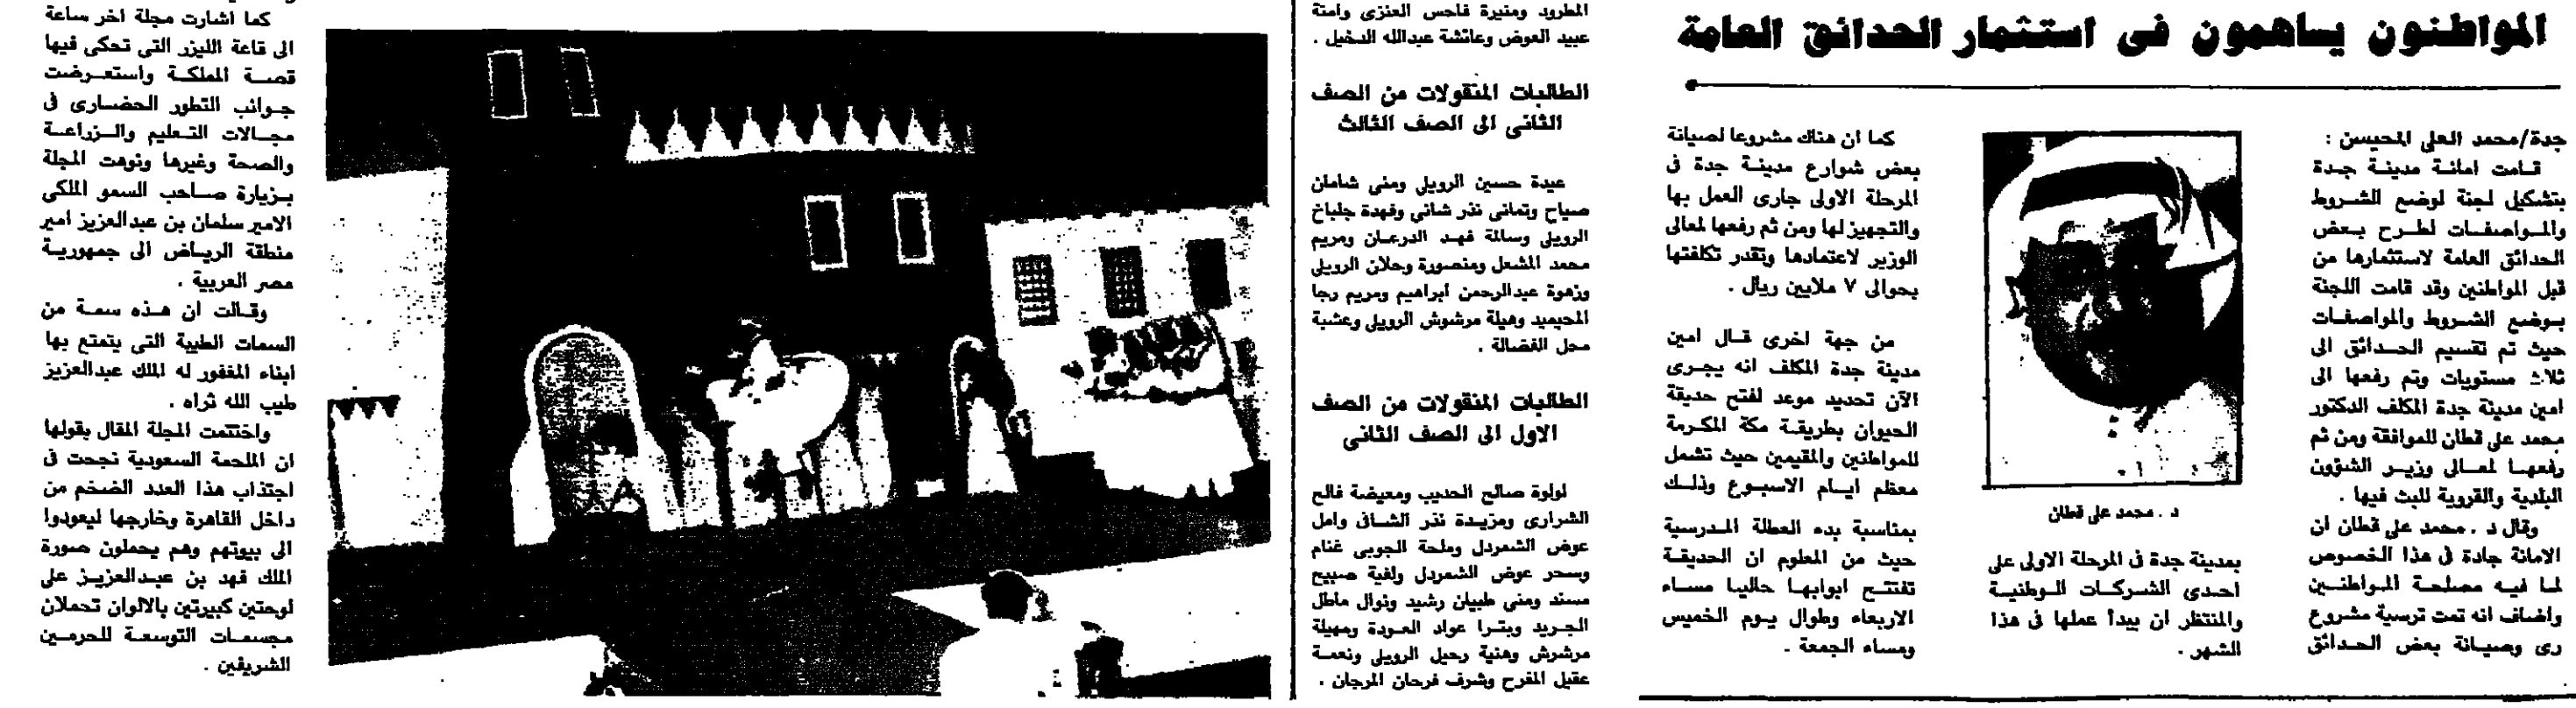 المواطنون يساهمون فى استثمار الحدائق العامة
جدة/محمد العلى المحيسن :
قامت امانة مدينة جدة
بتشكيل لجنة لوضع الشروط
والمواصفات لطرح بعض
الحدائق العامة لاستثمارها من
قبل المواطنين وقد قامت اللجنة
بوضع الشروط والمواصفات
حيث تم تقسيم الحدائق الى
ثلاث مستويات وتم رفعها الى
امين مدينة جدة المكلف الدكتور
محمد على قطان للموافقة ومن ثم
رفعها لمعالى وزير الشؤون
البلدية والقروية للبث فيها .
وقال د . محمد على قطان ان
الامانة جادة فى هذا الخصوص
لما فيه مصلحة المواطنين
واضاف انه تمت ترسية مشروع
رى وصيانة بعض الحدائق
د . محمد على قطان
بمدينة جدة فى المرحلة الاولى على
احدى الشركات الوطنية
والمنتظر ان يبدأ عملها فى هذا
الشهر .
كما ان هناك مشروعا لصيانة
بعض شوارع مدينة جدة فى
المرحلة الاولى جارى العمل بها
والتجهيز لها ومن ثم رفعها لمعالى
الوزير لاعتمادها وتقدر تكلفتها
بحوالى ٧ ملايين ريال .
من جهة اخرى قال امين
مدينة جدة المكلف انه يجرى
الآن تحديد موعد لفتح حديقة
الحيوان بطريقة مكة المكرمة
للمواطنين والمقيمين حيث تشمل
معظم ايام الاسبوع وذلك
بمناسبة بدء العطلة المدرسية
حيث من المعلوم ان الحديقة
تفتتح ابوابها حاليا مساء
الاربعاء وطوال يوم الخميس
ومساء الجمعة .
المطرود ومنيرة فاحس العنزى وامنة
عبيد العوض وعائشة عبدالله الدخيل .
الطالبات المنقولات من الصف
الثانى الى الصف الثالث
عيدة حسين الرويلى ومنى شامان
صياح وتمانى نذر شانى وفهدة جلباخ
الرويلى وسالمة فهد الدرعان ومريم
محمد المشعل ومنصورة وحلان الرويلى
وزهوة عبدالرحمن ابراهيم ومريم رجا
المحيميد وهيلة مرشوش الرويلى وعشبة
محل الفضالة .
الطالبات المنقولات من الصف
الاول الى الصف الثانى
لولوة صالح الحديب ومعيضة فالح
الشرارى ومزيدة نذر الشانى وامل
عوض الشمردل وملحة الجوبى غنام
وسحر عوض الشمردل ولفية صبيح
مسند ومنى طبيان رشيد ونوال ماطل
الجريد وبترا عواد العودة ومهيلة
مرشرش وهنية رحيل الرويلى ونعمة
عقيل المفرح وشرف فرحان المرجان .
كما اشارت مجلة اخر ساعة
الى قاعة الليزر التى تحكى فيها
قصة المملكة واستعرضت
جوانب التطور الحضارى فى
مجالات التعليم والزراعة
والصحة وغيرها ونوهت المجلة
بزيارة صاحب السمو الملكى
الامير سلمان بن عبدالعزيز امير
منطقة الرياض الى جمهورية
مصر العربية .
وقالت ان هذه سمة من
السمات الطيبة التى يتمتع بها
ابناء المغفور له الملك عبدالعزيز
طيب الله ثراه .
واختتمت المجلة المقال بقولها
ان الملحمة السعودية نجحت فى
اجتذاب هذا العدد الضخم من
داخل القاهرة وخارجها ليعودوا
الى بيوتهم وهم يحملون صورة
الملك فهد بن عبدالعزيز على
لوحتين كبيرتين بالالوان تحملان
مجسمات التوسعة للحرمين
الشريفين .